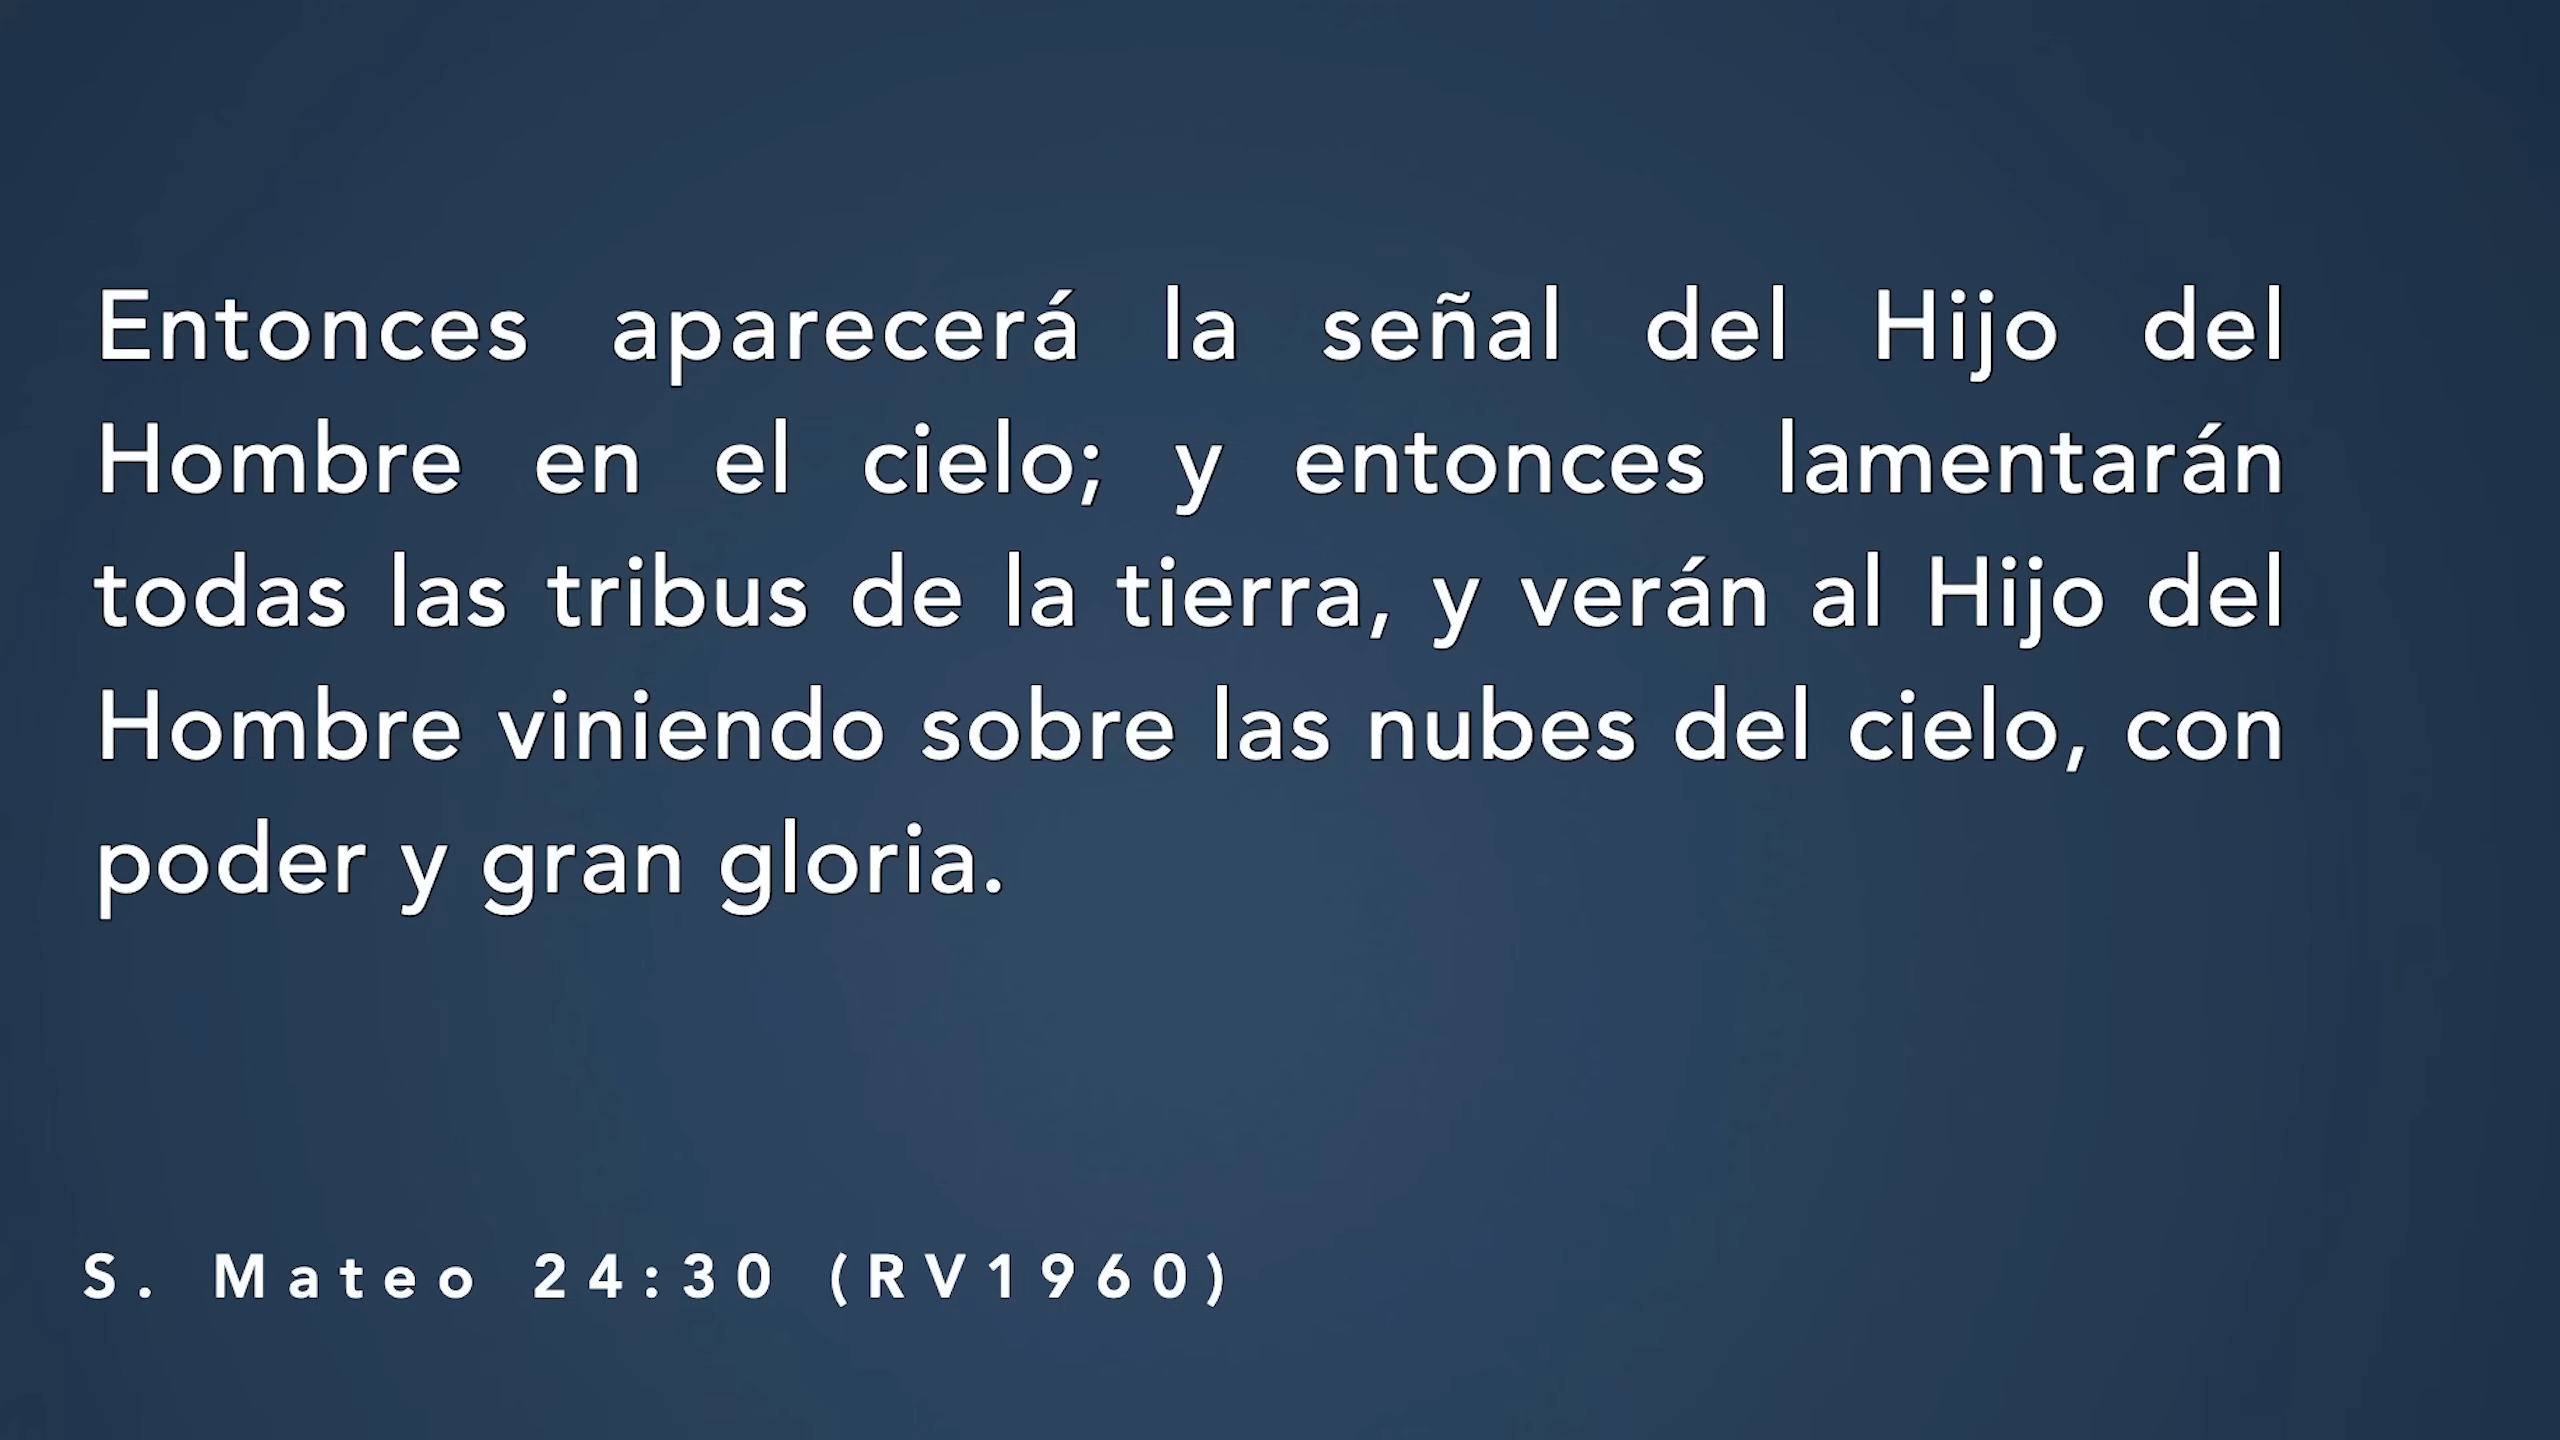 Entonces aparecerá la señal del Hijo del
Hombre en el cielo; y entonces lamentarán
todas las tribus de la tierra, y verán al Hijo del
Hombre viniendo sobre las nubes del cielo, con
poder y gran gloria.
S. Mateo 24:30 (RV1960)